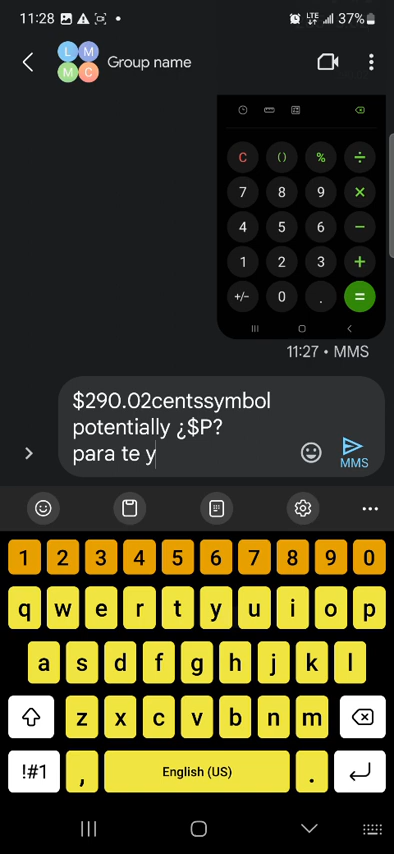 11:28
LTE
37%
L M
M C
Group name
C () % ÷
7 8 9 ×
4 5 6 −
1 2 3 +
+/− 0 . =
11:27 • MMS
$290.02centssymbol
potentially ¿$P?
para te y
MMS
1 2 3 4 5 6 7 8 9 0
q w e r t y u i o p
a s d f g h j k l
z x c v b n m
!#1 , English (US) .